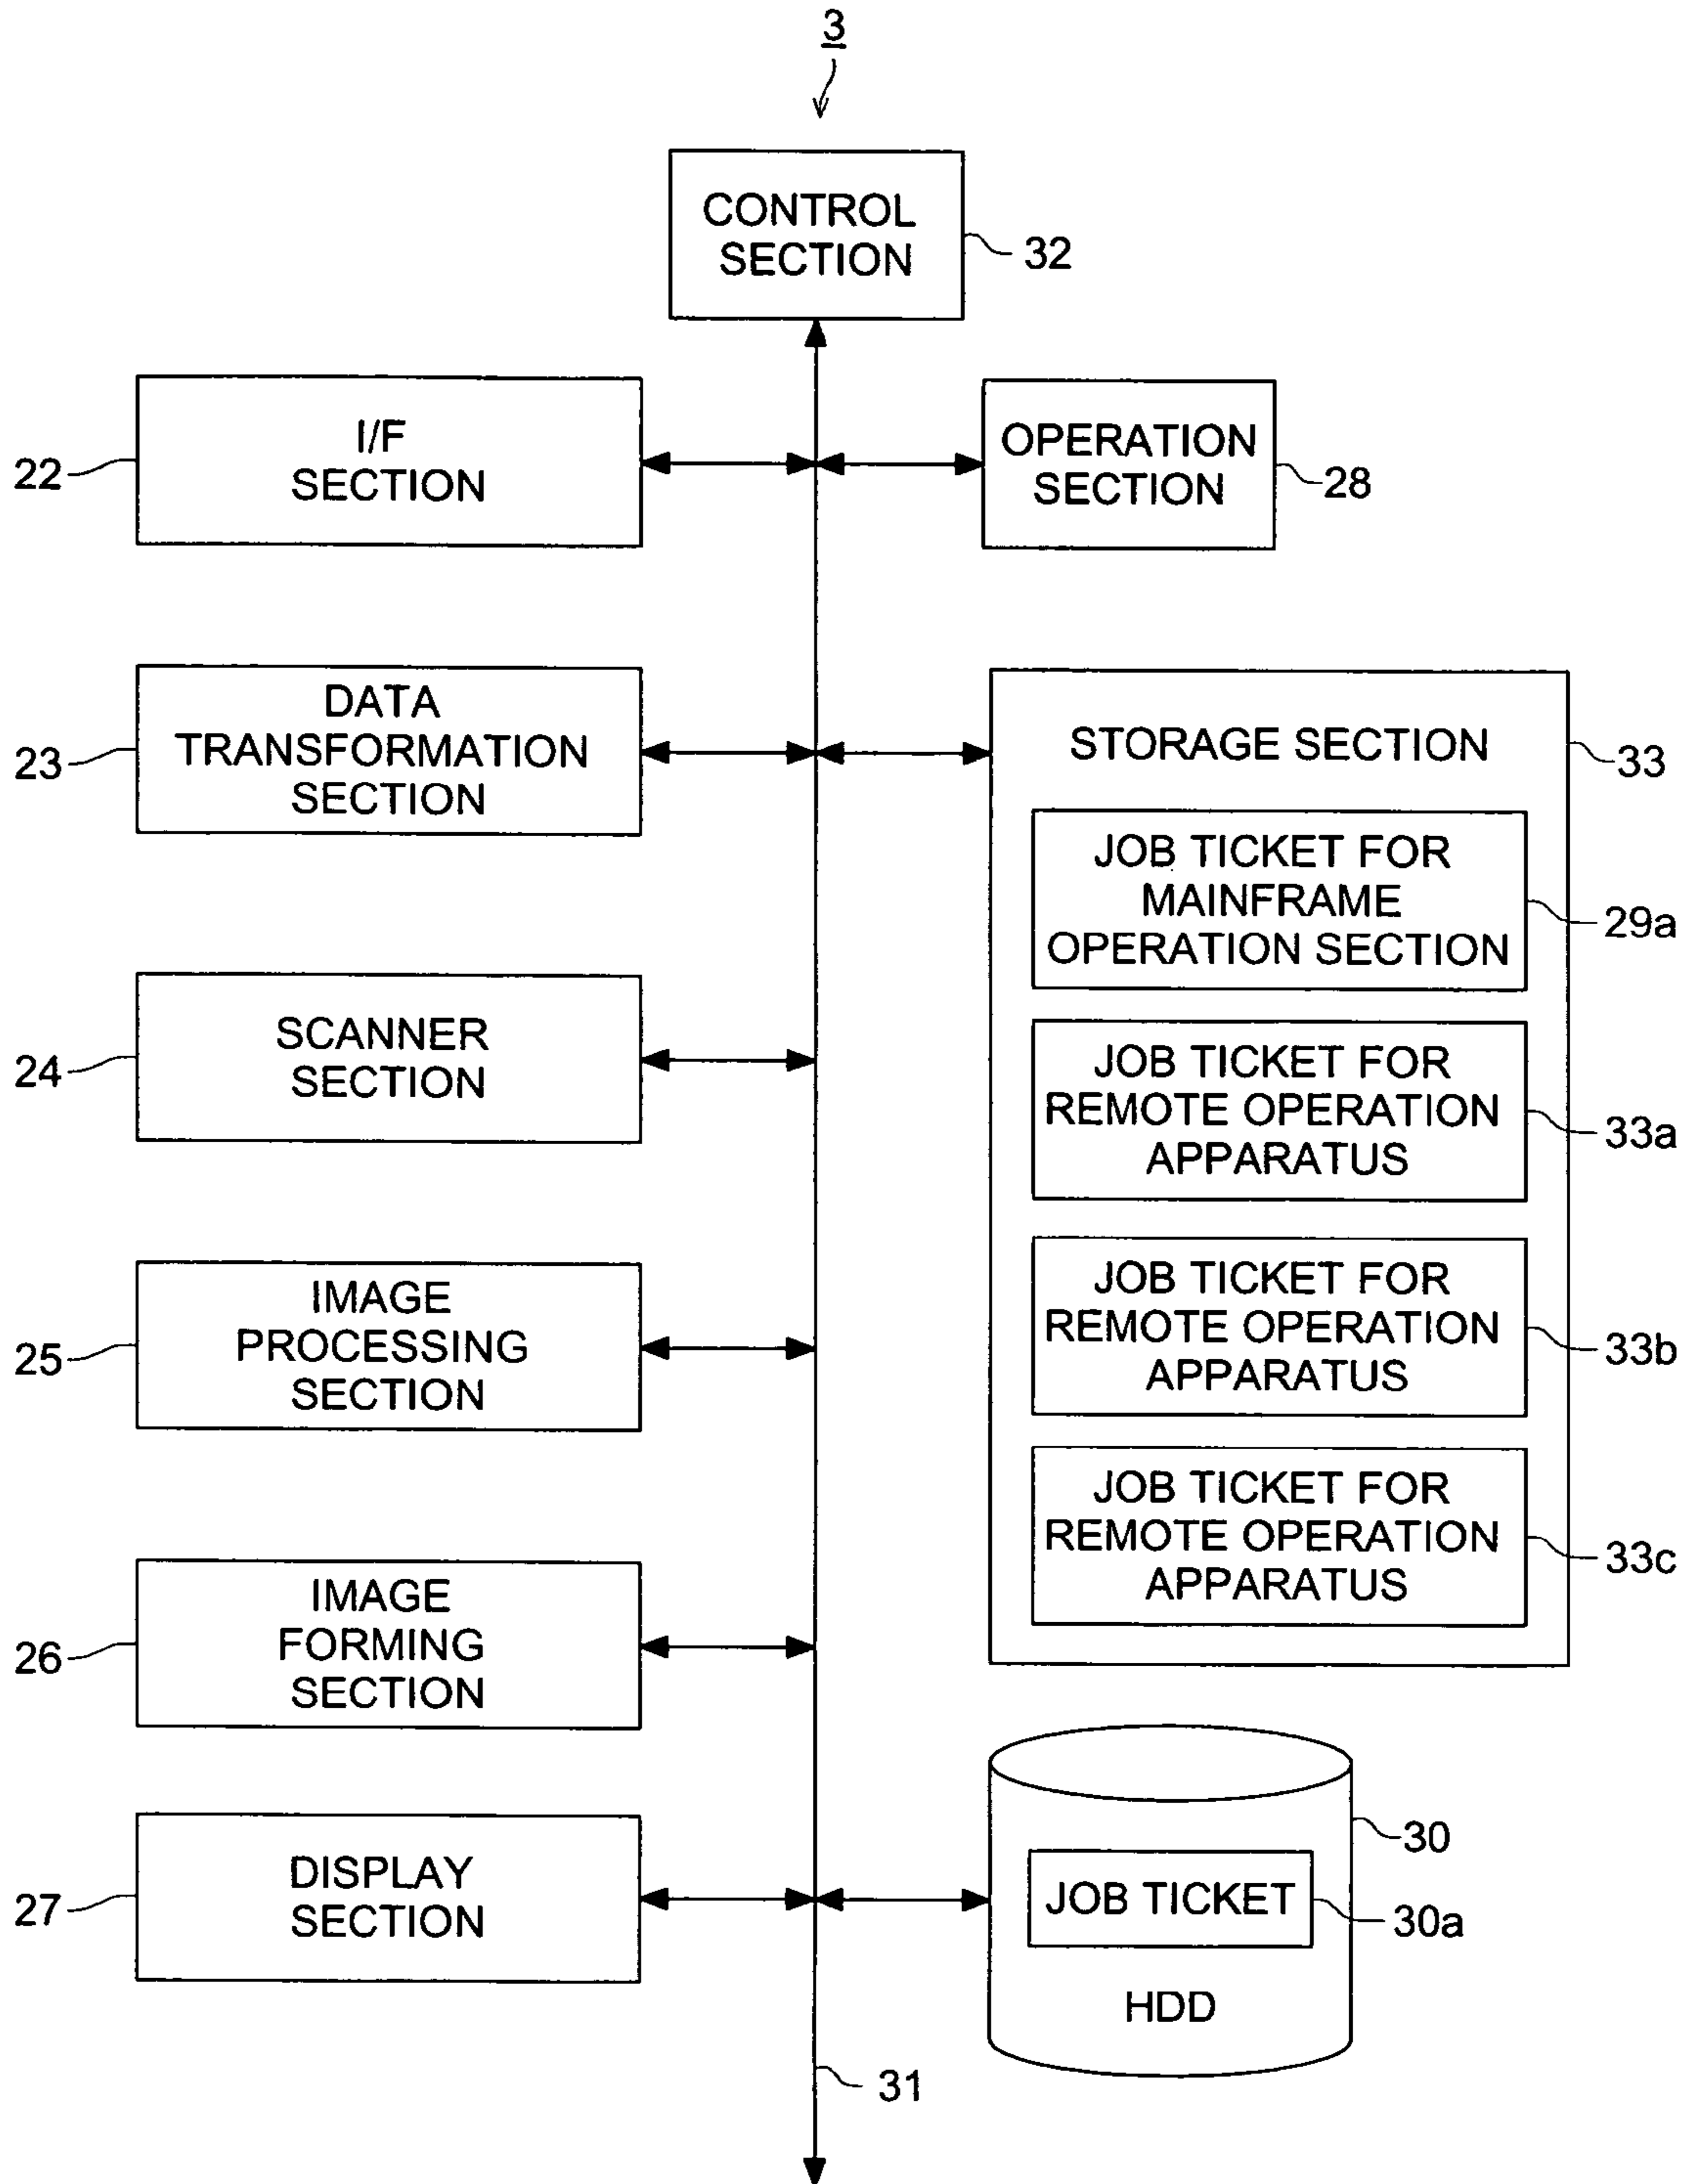 3
CONTROL
SECTION
32
I/F
SECTION
22
OPERATION
SECTION
28
DATA
TRANSFORMATION
SECTION
23
STORAGE SECTION
33
JOB TICKET FOR
MAINFRAME
OPERATION SECTION
29a
SCANNER
SECTION
24
JOB TICKET FOR
REMOTE OPERATION
APPARATUS
33a
IMAGE
PROCESSING
SECTION
25
JOB TICKET FOR
REMOTE OPERATION
APPARATUS
33b
JOB TICKET FOR
REMOTE OPERATION
APPARATUS
33c
IMAGE
FORMING
SECTION
26
DISPLAY
SECTION
27
30
JOB TICKET
30a
HDD
31